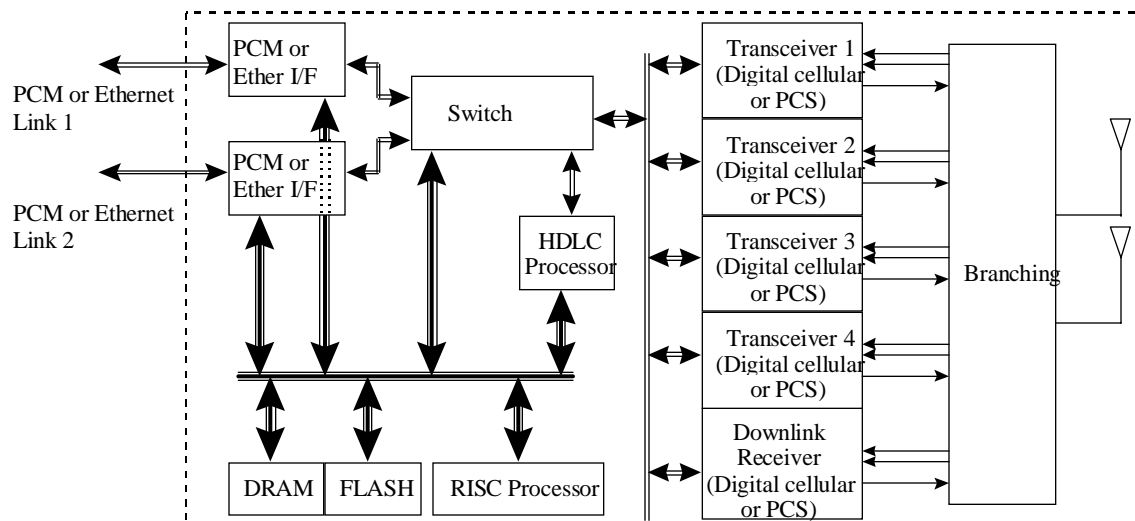 PCM or
Ether I/F
PCM or Ethernet
Link 1
PCM or
Ether I/F
PCM or Ethernet
Link 2
Switch
HDLC
Processor
DRAM
FLASH
RISC Processor
Transceiver 1
(Digital cellular
or PCS)
Transceiver 2
(Digital cellular
or PCS)
Transceiver 3
(Digital cellular
or PCS)
Transceiver 4
(Digital cellular
or PCS)
Downlink
Receiver
(Digital cellular
or PCS)
Branching